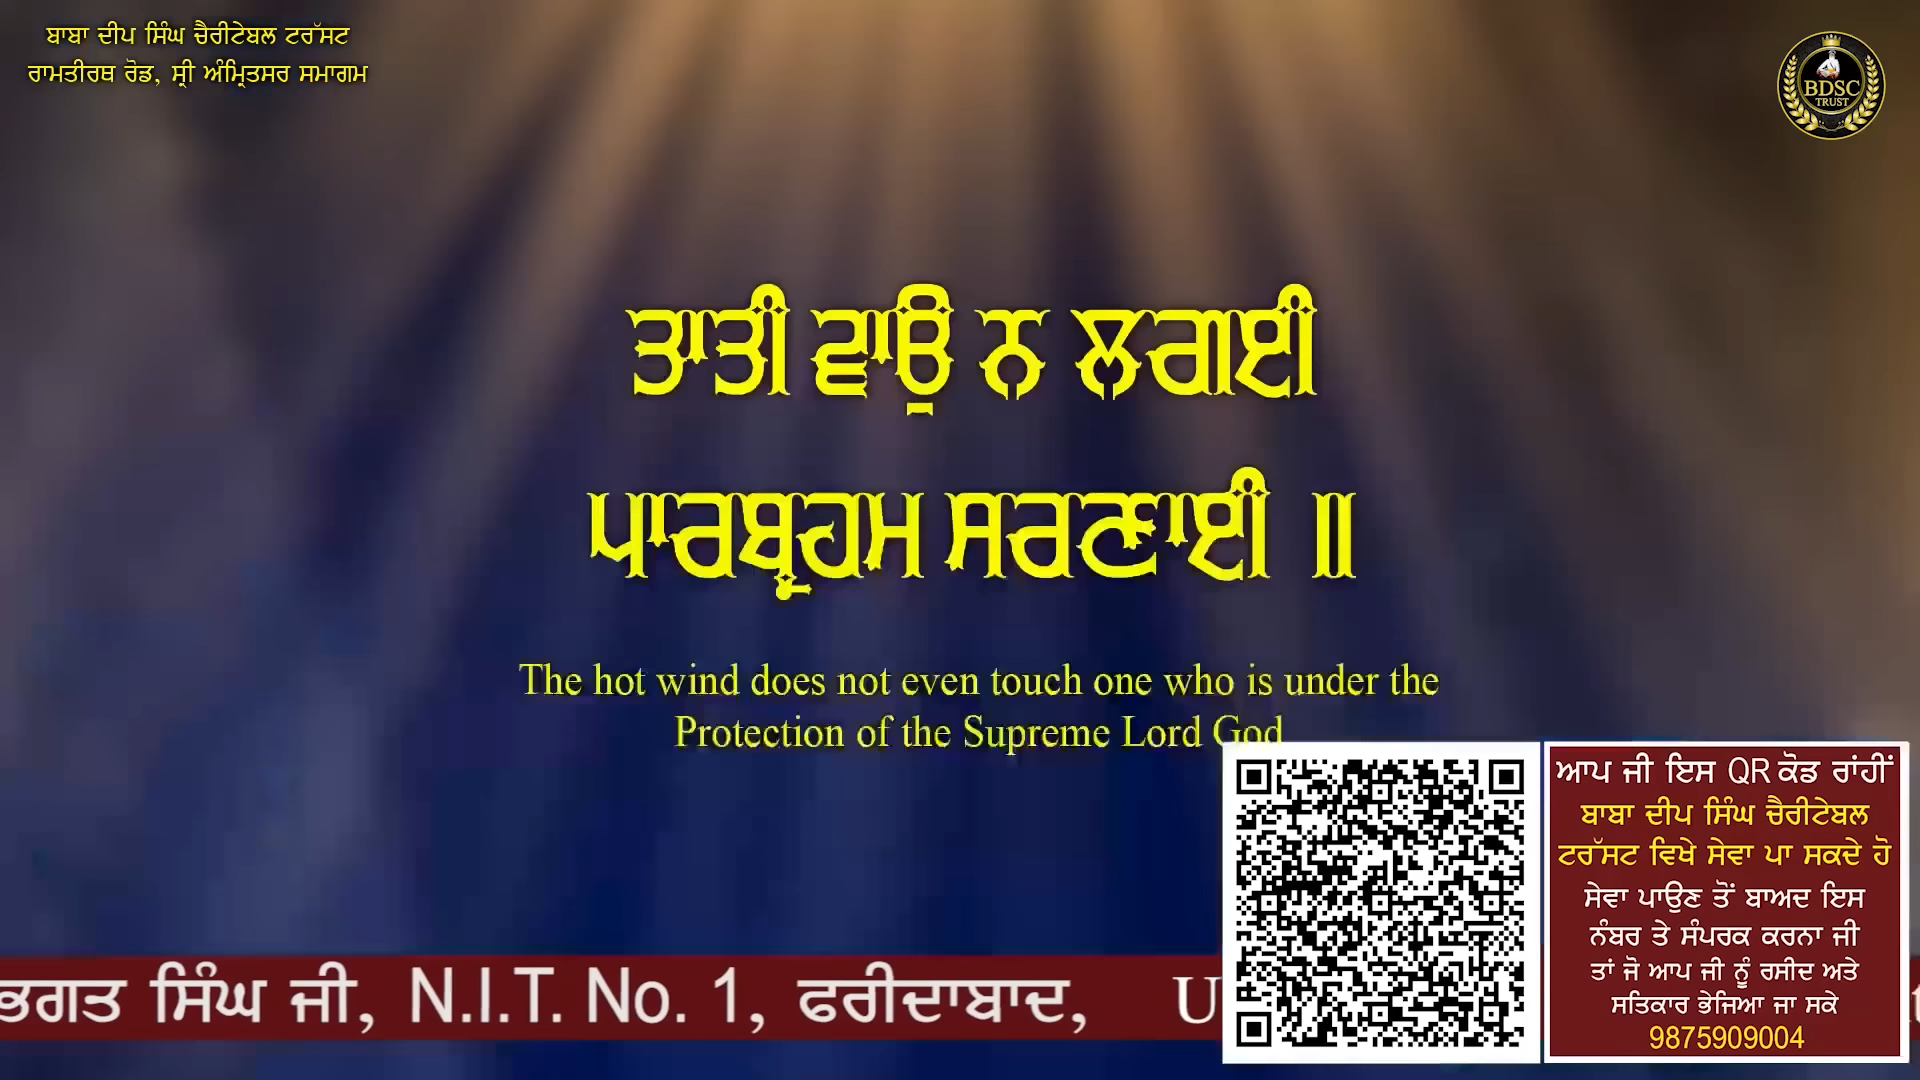 ਬਾਬਾ ਦੀਪ ਸਿੰਘ ਚੈਰੀਟੇਬਲ ਟਰੱਸਟ
ਰਾਮਤੀਰਥ ਰੋਡ, ਸ੍ਰੀ ਅੰਮ੍ਰਿਤਸਰ ਸਮਾਗਮ
BDSC
TRUST
ਤਾਤੀ ਵਾਉ ਨ ਲਗਈ
ਪਾਰਬ੍ਰਹਮ ਸਰਣਾਈ ॥
The hot wind does not even touch one who is under the
Protection of the Supreme Lord God
ਆਪ ਜੀ ਇਸ QR ਕੋਡ ਰਾਂਹੀਂ
ਬਾਬਾ ਦੀਪ ਸਿੰਘ ਚੈਰੀਟੇਬਲ
ਟਰੱਸਟ ਵਿਖੇ ਸੇਵਾ ਪਾ ਸਕਦੇ ਹੋ
ਸੇਵਾ ਪਾਉਣ ਤੋਂ ਬਾਅਦ ਇਸ
ਨੰਬਰ ਤੇ ਸੰਪਰਕ ਕਰਨਾ ਜੀ
ਤਾਂ ਜੋ ਆਪ ਜੀ ਨੂੰ ਰਸੀਦ ਅਤੇ
ਸਤਿਕਾਰ ਭੇਜਿਆ ਜਾ ਸਕੇ
9875909004
ਭਗਤ ਸਿੰਘ ਜੀ, N.I.T. No. 1, ਫਰੀਦਾਬਾਦ,